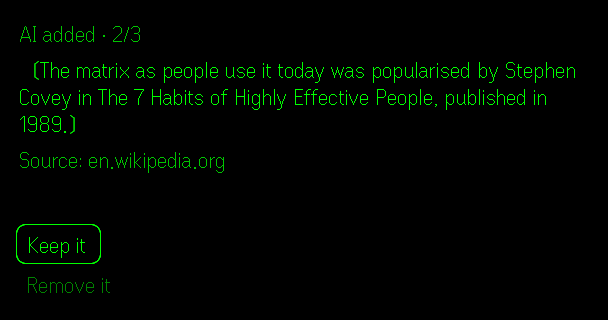 AI added · 2/3
(The matrix as people use it today was popularised by Stephen
Covey in The 7 Habits of Highly Effective People, published in
1989.)
Source: en.wikipedia.org
Keep it
Remove it